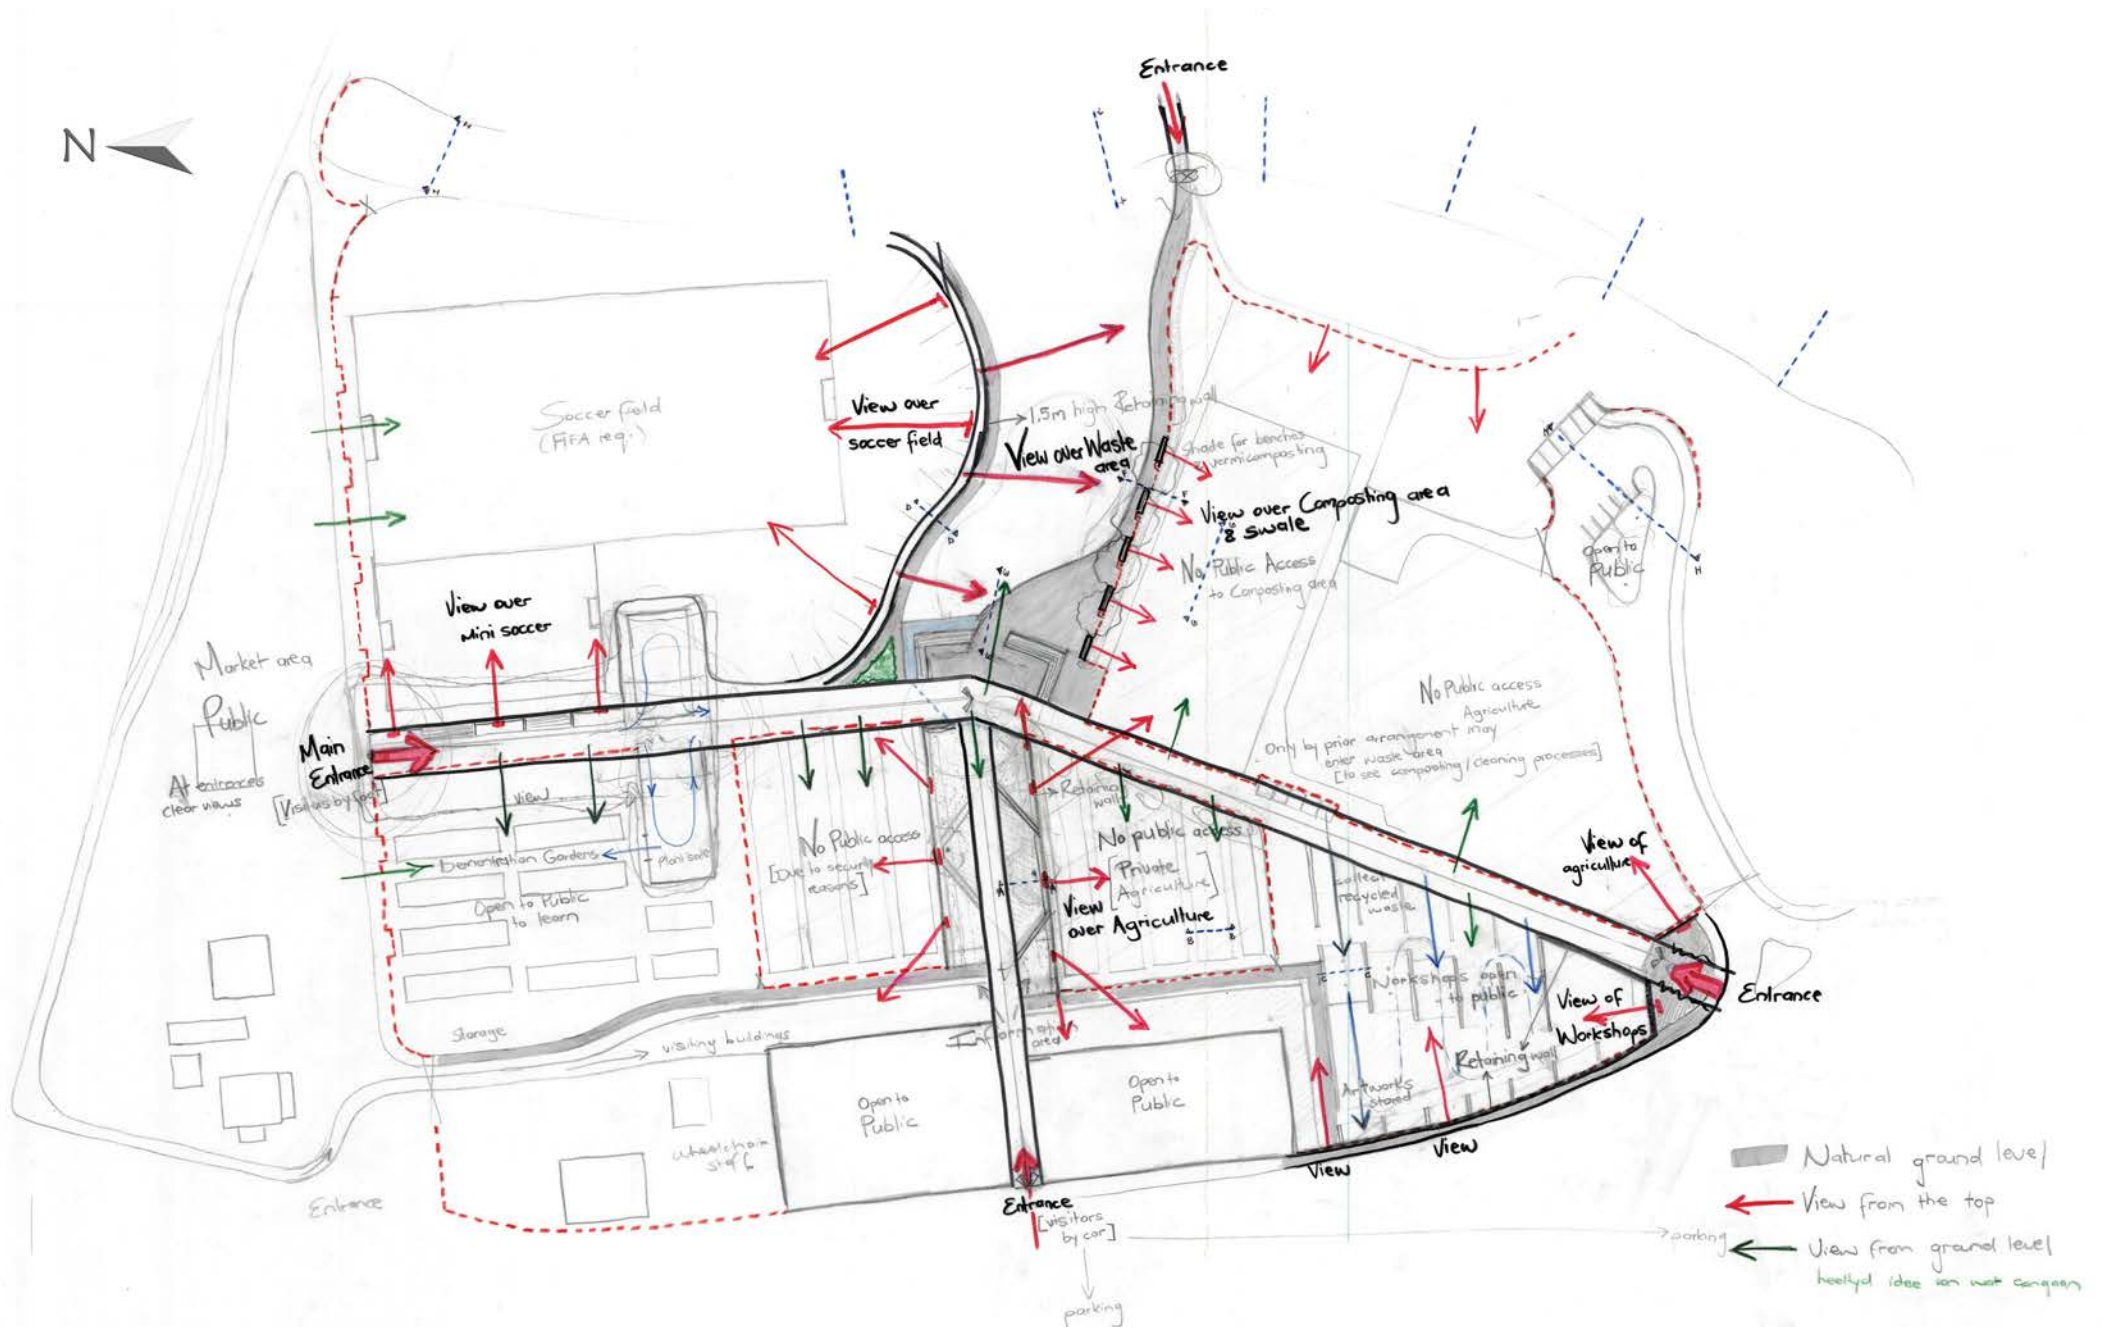 Entrance
N
Soccer field
(FIFA req.)
View over
soccer field
1.5m high Retaining wall
View over Waste
area
Shade for benches
& vermicomposting
View over Composting area
& swale
No Public Access
to Composting area
Open to
Public
View over
Mini soccer
Market area
Public
At entrances
clear views
Main
Entrance
[Visitors by foot]
View
Demonstration Gardens
Plant sale
Open to Public
to learn
No Public access
[Due to security
reasons]
Retaining
wall
No public access
[Private
Agriculture]
View
over Agriculture
No Public access
Agriculture
Only by prior arrangement may
enter waste area
[to see composting/cleaning processes]
collect
recycled
waste
View of
agriculture
Workshops open
to public
View of
Workshops
Entrance
Retaining wall
Artworks
stored
Storage
visiting buildings
Information
area
Open to
Public
Open to
Public
View
View
Entrance
Entrance
[visitors
by car]
parking
parking
Natural ground level
View from the top
View from ground level